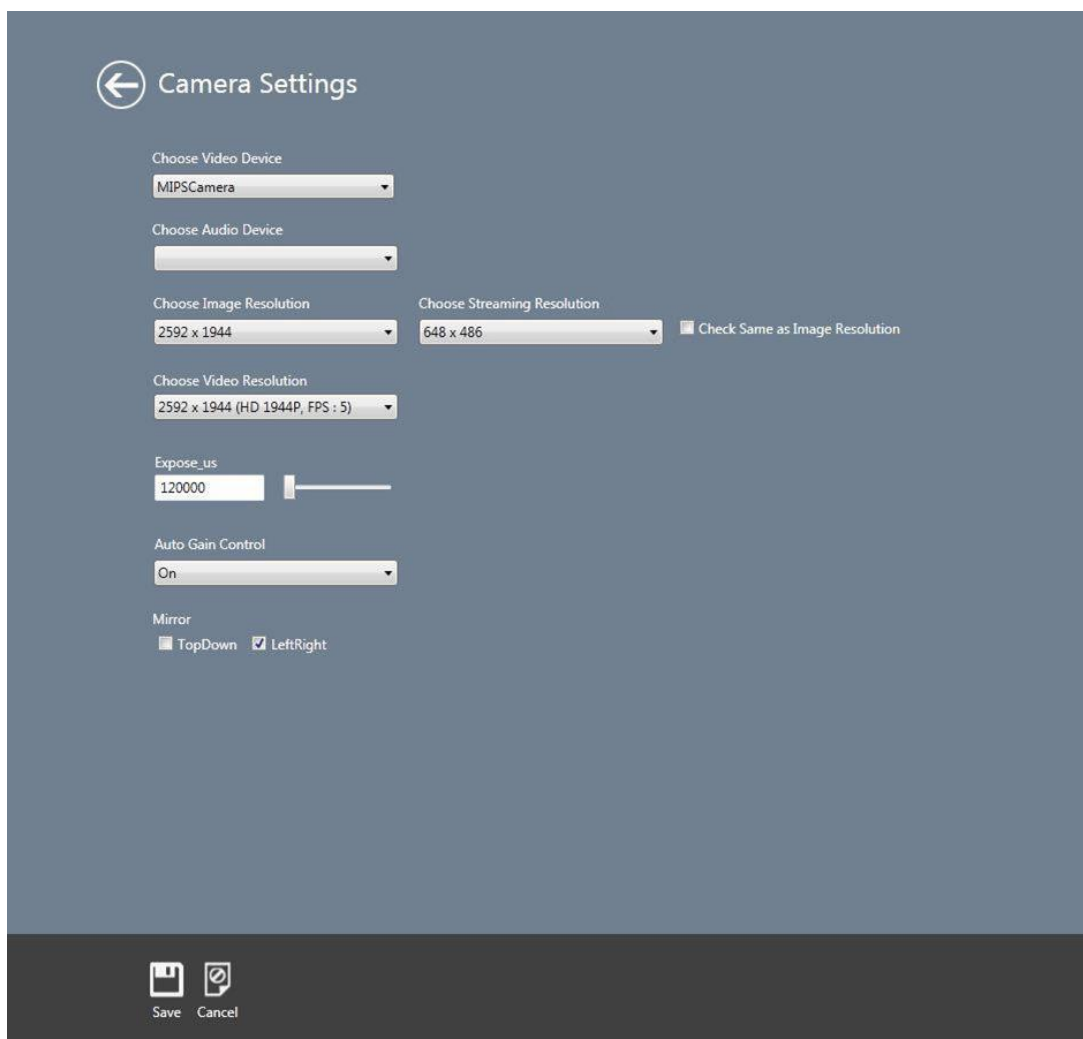 Camera Settings
Choose Video Device
MIPSCamera
Choose Audio Device
Choose Image Resolution Choose Streaming Resolution
2592 x 1944 648 x 486 Check Same as Image Resolution
Choose Video Resolution
2592 x 1944 (HD 1944P, FPS : 5)
Expose_us
120000
Auto Gain Control
On
Mirror
TopDown LeftRight
Save Cancel